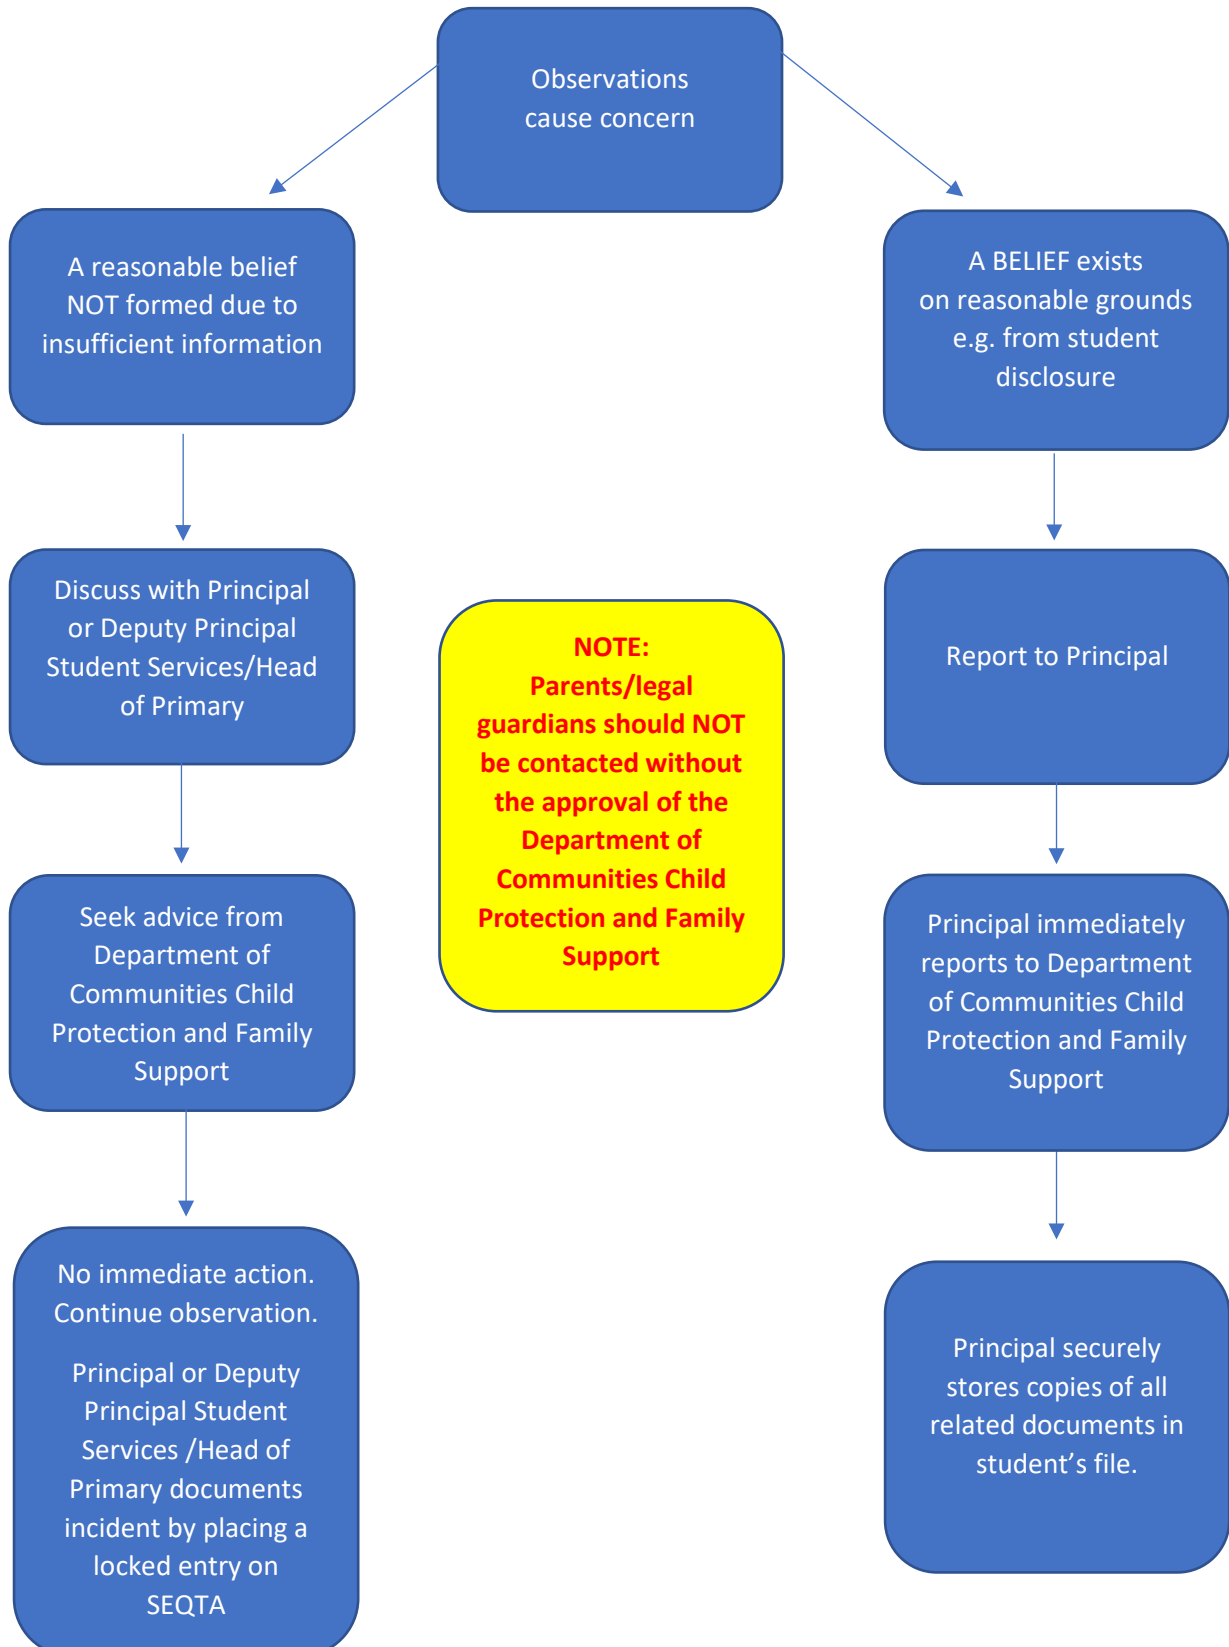 Observations
cause concern
A reasonable belief
NOT formed due to
insufficient information
A BELIEF exists
on reasonable grounds
e.g. from student
disclosure
Discuss with Principal
or Deputy Principal
Student Services/Head
of Primary
NOTE:
Parents/legal
guardians should NOT
be contacted without
the approval of the
Department of
Communities Child
Protection and Family
Support
Report to Principal
Seek advice from
Department of
Communities Child
Protection and Family
Support
Principal immediately
reports to Department
of Communities Child
Protection and Family
Support
No immediate action.
Continue observation.
Principal or Deputy
Principal Student
Services /Head of
Primary documents
incident by placing a
locked entry on
SEQTA
Principal securely
stores copies of all
related documents in
student’s file.